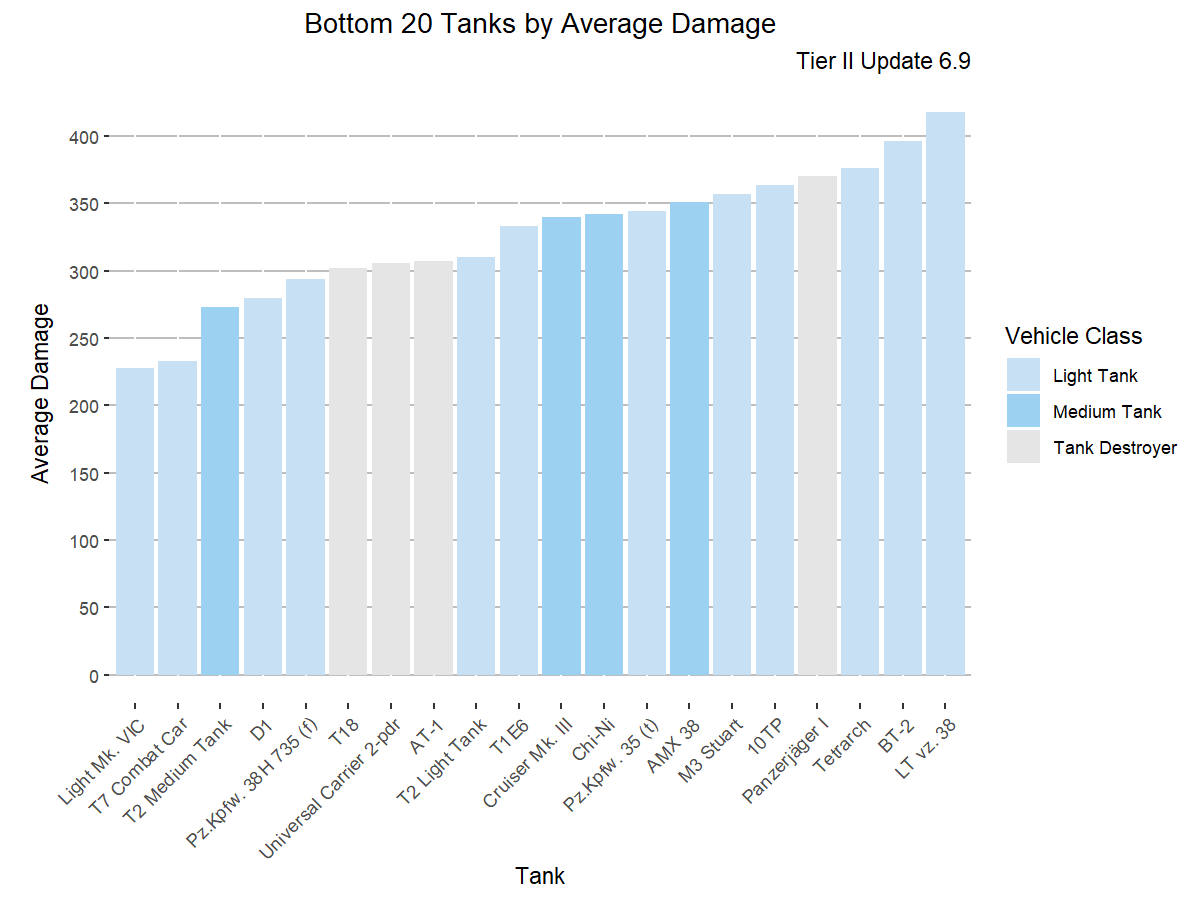 Bottom 20 Tanks by Average Damage
Tier II Update 6.9
Average Damage
400
350
300
250
200
150
100
50
0
Light Mk. VIC
T7 Combat Car
T2 Medium Tank
D1
Pz.Kpfw. 38H 735 (f)
T18
Universal Carrier 2-pdr
AT-1
T2 Light Tank
T1E6
Cruiser Mk. III
Chi-Ni
Pz.Kpfw. 35 (t)
AMX 38
M3 Stuart
10TP
Panzerjäger I
Tetrarch
BT-2
LT vz. 38
Tank
Vehicle Class
Light Tank
Medium Tank
Tank Destroyer